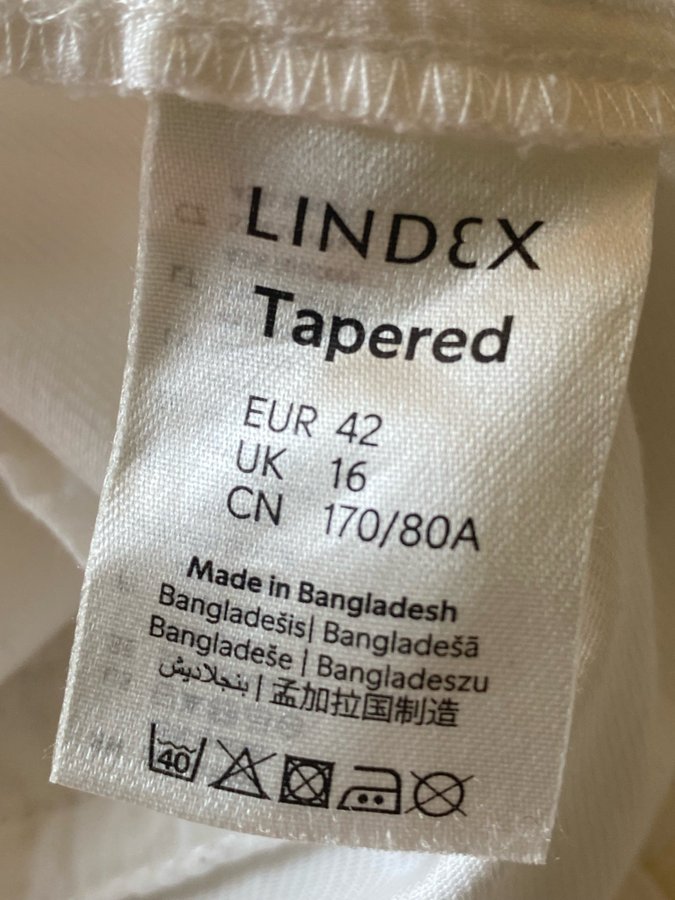 LINDEX
Tapered
EUR 42
UK 16
CN 170/80A
Made in Bangladesh
Bangladešis| Bangladešā
Bangladeše | Bangladeszu
بنجلاديش | 孟加拉国制造
40